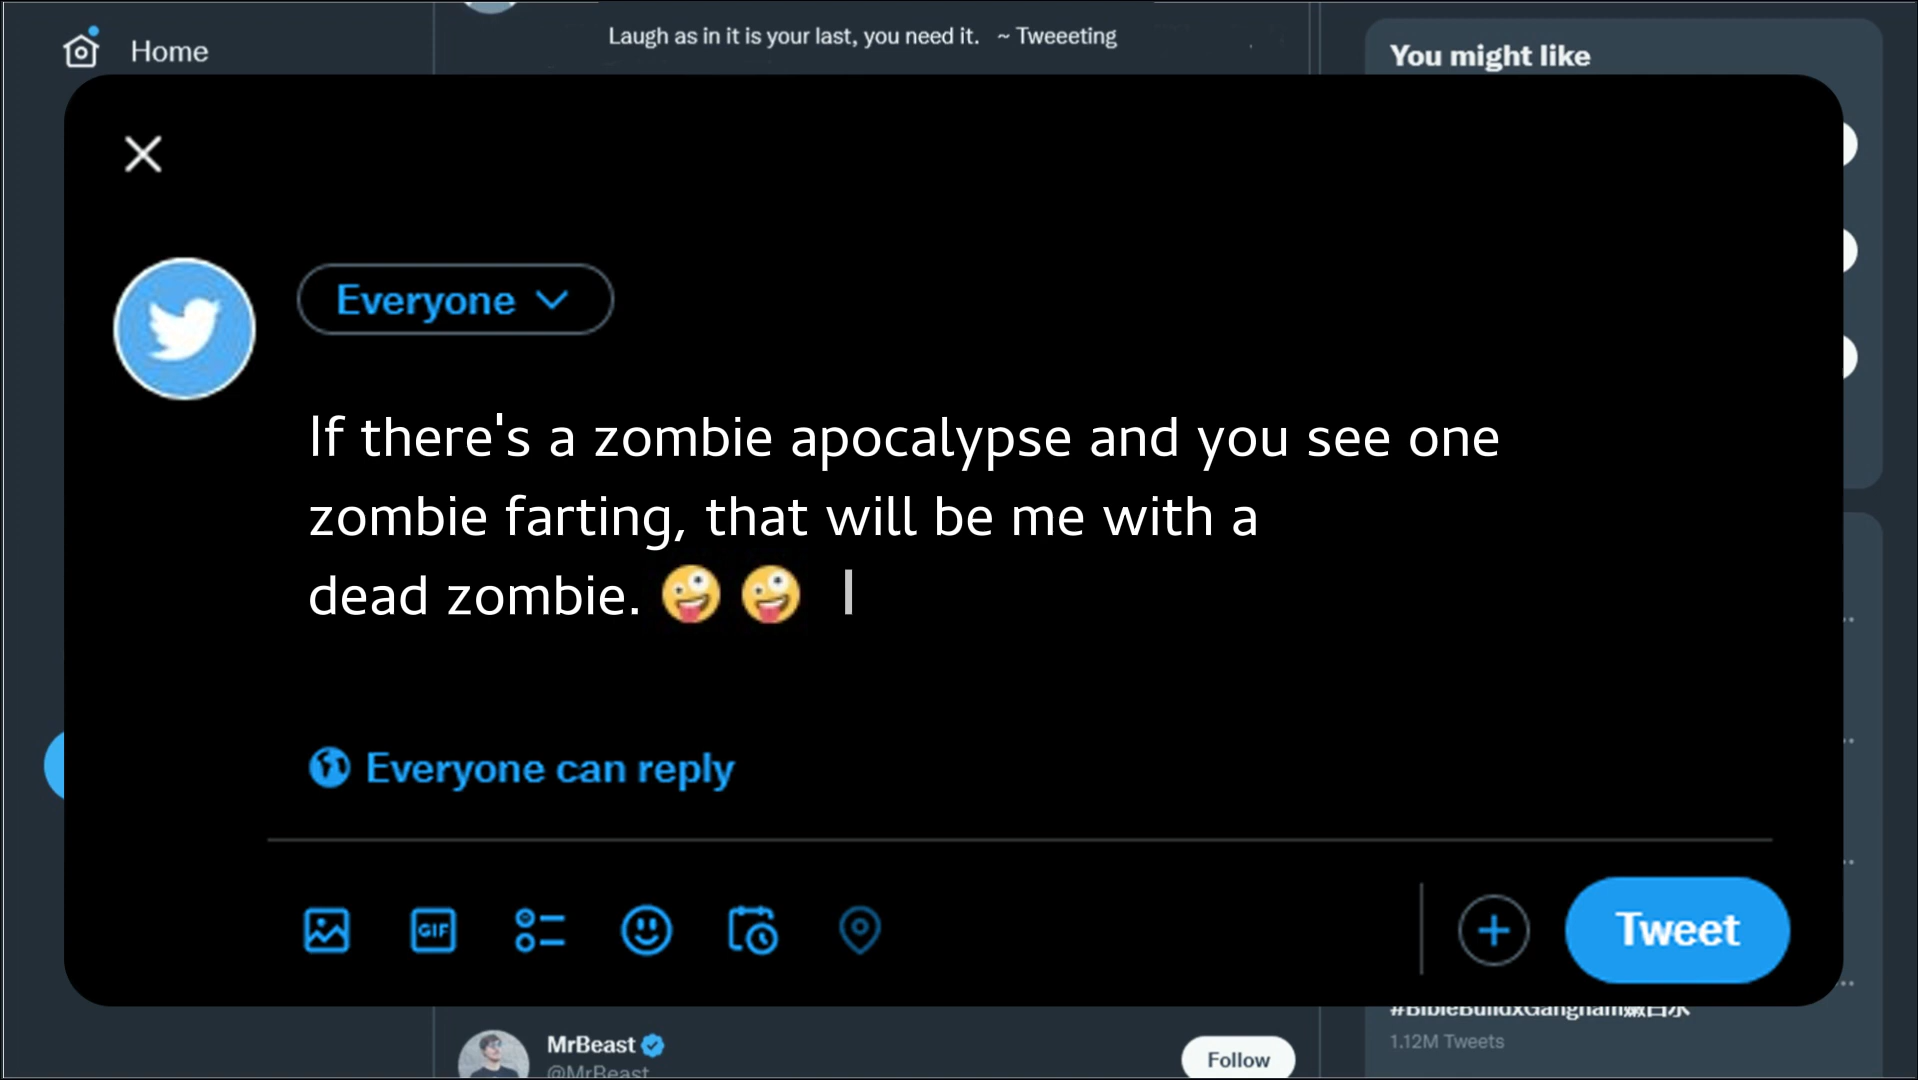 Home
Laugh as in it is your last, you need it. ~ Tweeeting
You might like
Everyone
If there's a zombie apocalypse and you see one
zombie farting, that will be me with a
dead zombie. 🤪 🤪 |
Everyone can reply
GIF
Tweet
1.12M Tweets
MrBeast
@MrBeast
Follow